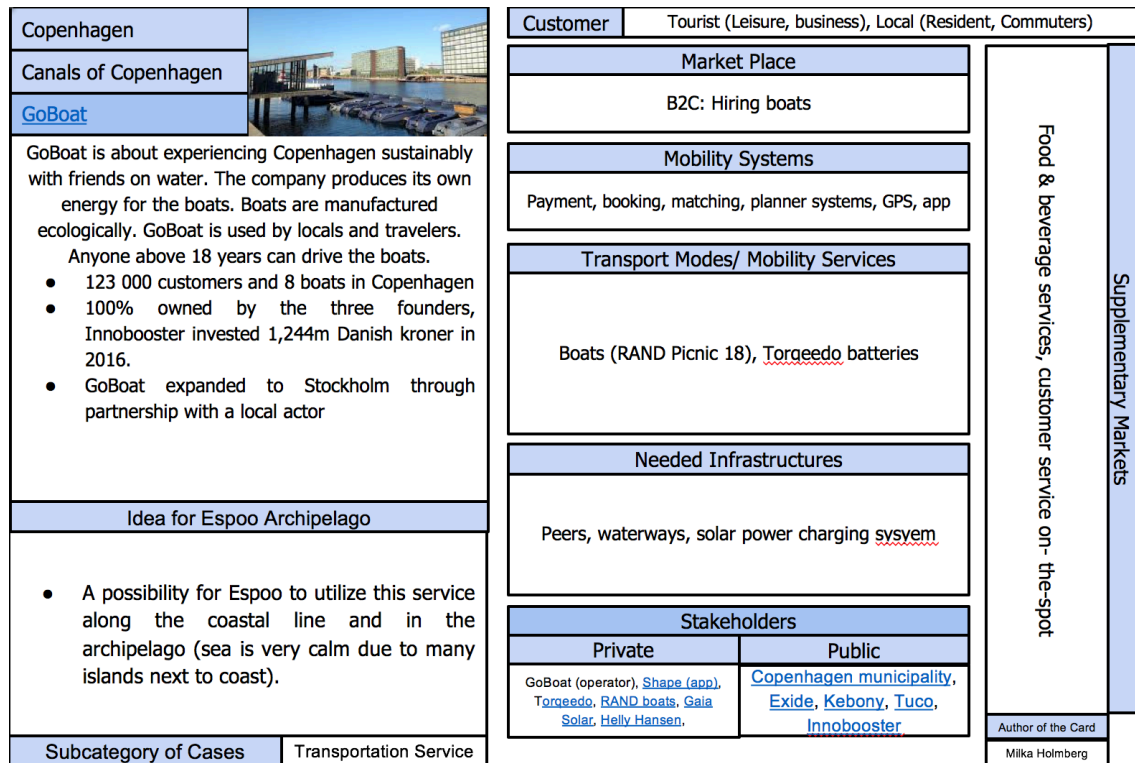 Copenhagen
Canals of Copenhagen
GoBoat
GoBoat is about experiencing Copenhagen sustainably
with friends on water. The company produces its own
energy for the boats. Boats are manufactured
ecologically. GoBoat is used by locals and travelers.
Anyone above 18 years can drive the boats.
● 123 000 customers and 8 boats in Copenhagen
● 100% owned by the three founders,
Innobooster invested 1,244m Danish kroner in
2016.
● GoBoat expanded to Stockholm through
partnership with a local actor
Idea for Espoo Archipelago
● A possibility for Espoo to utilize this service
along the coastal line and in the
archipelago (sea is very calm due to many
islands next to coast).
Subcategory of Cases
Transportation Service
Customer
Tourist (Leisure, business), Local (Resident, Commuters)
Market Place
B2C: Hiring boats
Mobility Systems
Payment, booking, matching, planner systems, GPS, app
Transport Modes/ Mobility Services
Boats (RAND Picnic 18), Torqeedo batteries
Needed Infrastructures
Peers, waterways, solar power charging sysyem
Stakeholders
Private
GoBoat (operator), Shape (app),
Torqeedo, RAND boats, Gaia
Solar, Helly Hansen,
Public
Copenhagen municipality,
Exide, Kebony, Tuco,
Innobooster
Food & beverage services, customer service on- the-spot
Supplementary Markets
Author of the Card
Milka Holmberg